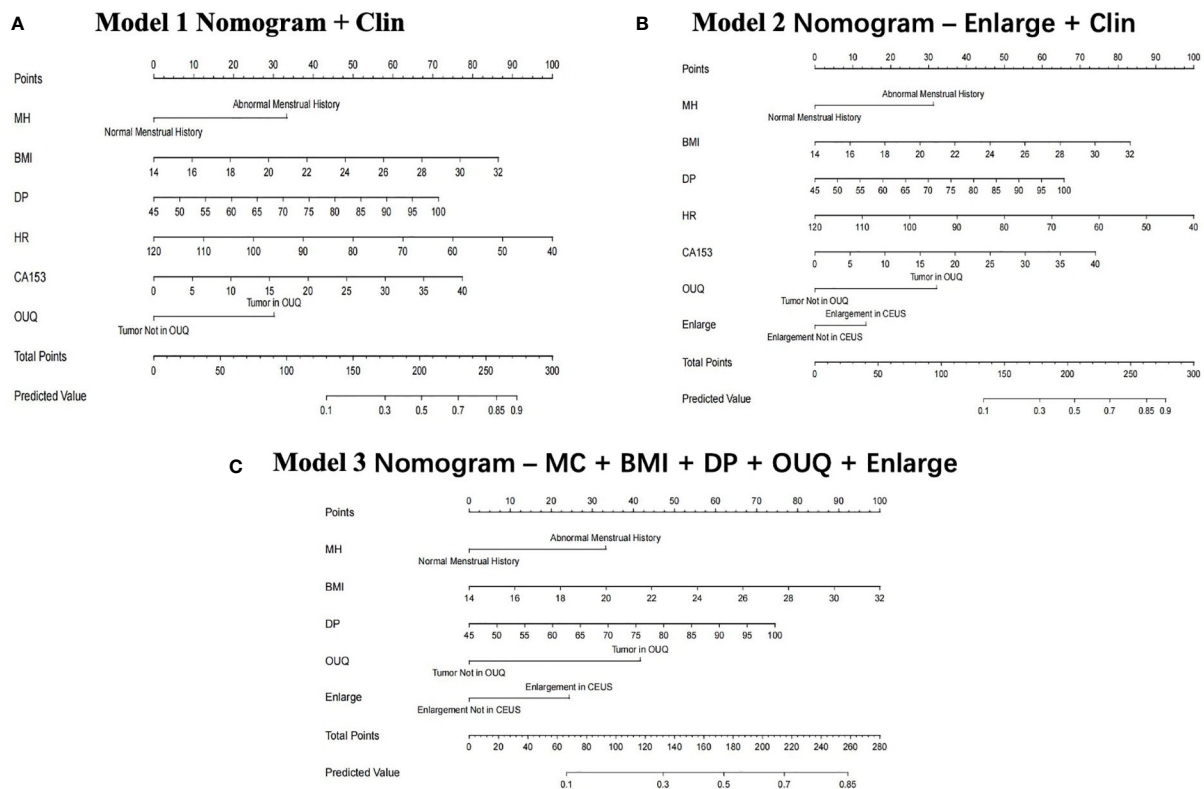 A
Model 1 Nomogram + Clin
Points
0 10 20 30 40 50 60 70 80 90 100
MH
Abnormal Menstrual History
Normal Menstrual History
BMI
14 16 18 20 22 24 26 28 30 32
DP
45 50 55 60 65 70 75 80 85 90 95 100
HR
120 110 100 90 80 70 60 50 40
CA153
0 5 10 15 20 25 30 35 40
OUQ
Tumor in OUQ
Tumor Not in OUQ
Total Points
0 50 100 150 200 250 300
Predicted Value
0.1 0.3 0.5 0.7 0.85 0.9
B
Model 2 Nomogram – Enlarge + Clin
Points
0 10 20 30 40 50 60 70 80 90 100
MH
Abnormal Menstrual History
Normal Menstrual History
BMI
14 16 18 20 22 24 26 28 30 32
DP
45 50 55 60 65 70 75 80 85 90 95 100
HR
120 110 100 90 80 70 60 50 40
CA153
0 5 10 15 20 25 30 35 40
OUQ
Tumor in OUQ
Tumor Not in OUQ
Enlarge
Enlargement in CEUS
Enlargement Not in CEUS
Total Points
0 50 100 150 200 250 300
Predicted Value
0.1 0.3 0.5 0.7 0.85 0.9
C
Model 3 Nomogram – MC + BMI + DP + OUQ + Enlarge
Points
0 10 20 30 40 50 60 70 80 90 100
MH
Abnormal Menstrual History
Normal Menstrual History
BMI
14 16 18 20 22 24 26 28 30 32
DP
45 50 55 60 65 70 75 80 85 90 95 100
OUQ
Tumor in OUQ
Tumor Not in OUQ
Enlarge
Enlargement in CEUS
Enlargement Not in CEUS
Total Points
0 20 40 60 80 100 120 140 160 180 200 220 240 260 280
Predicted Value
0.1 0.3 0.5 0.7 0.85